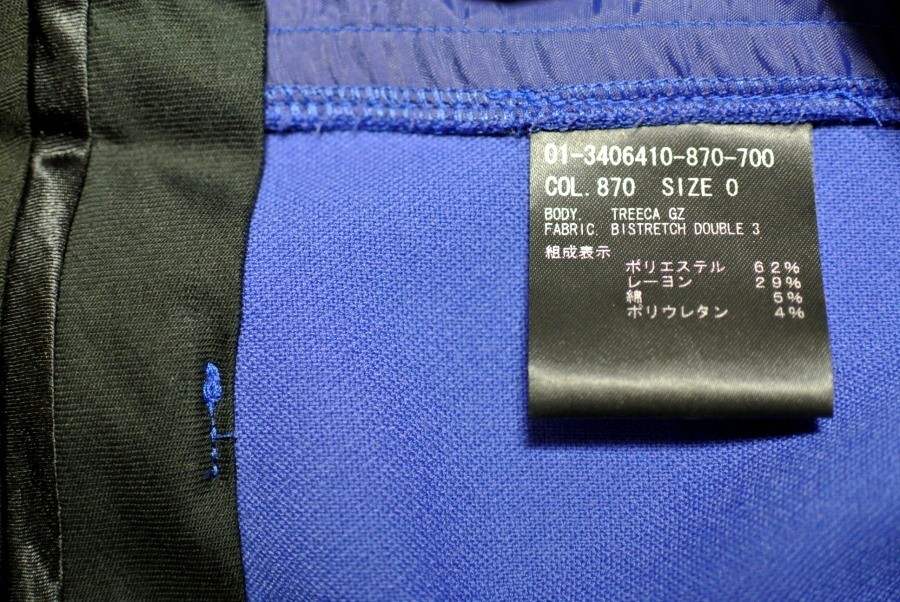 01-3406410-870-700
COL. 870 SIZE 0
BODY. TREECA GZ
FABRIC. BISTRETCH DOUBLE 3
組成表示
ポリエステル 62%
レーヨン 29%
綿 5%
ポリウレタン 4%